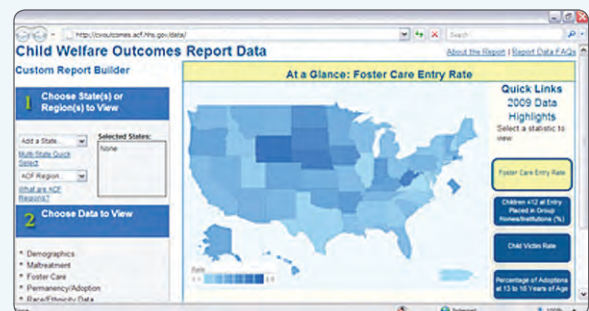 http://cwoutcomes.acf.hhs.gov/data/
Search
Child Welfare Outcomes Report Data
About the Report | Report Data FAQs
Custom Report Builder
1 Choose State(s) or
Region(s) to View
Add a State...
Selected States:
None
Multi-State Quick
Select
ACF Region...
What are ACF
Regions?
2 Choose Data to View
* Demographics
* Maltreatment
* Foster Care
* Permanency/Adoption
* Race/Ethnicity Data
At a Glance: Foster Care Entry Rate
Rate
Quick Links
2009 Data
Highlights
Select a statistic to
view
Foster Care Entry Rate
Children <12 at Entry
Placed in Group
Homes/Institutions (%)
Child Victim Rate
Percentage of Adoptions
at 13 to 16 Years of Age